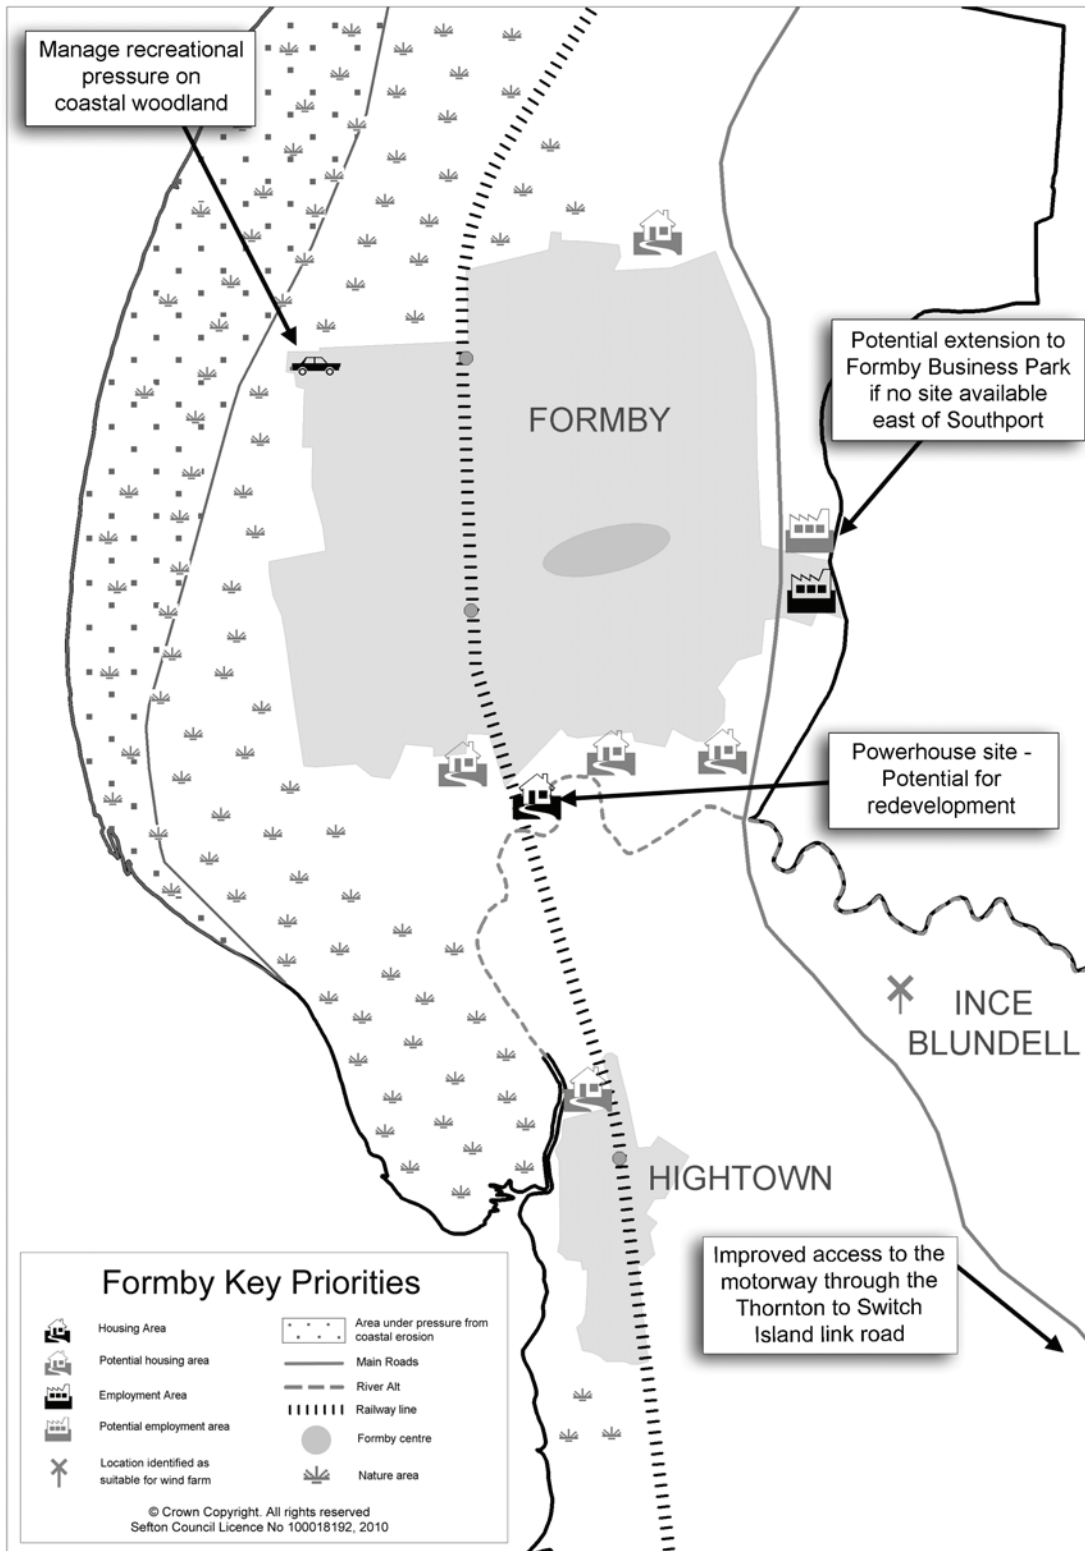 Manage recreational
pressure on
coastal woodland
FORMBY
Potential extension to
Formby Business Park
if no site available
east of Southport
Powerhouse site -
Potential for
redevelopment
INCE
BLUNDELL
HIGHTOWN
Improved access to the
motorway through the
Thornton to Switch
Island link road
Formby Key Priorities
Housing Area
Potential housing area
Employment Area
Potential employment area
Location identified as
suitable for wind farm
Area under pressure from
coastal erosion
Main Roads
River Alt
Railway line
Formby centre
Nature area
© Crown Copyright. All rights reserved
Sefton Council Licence No 100018192, 2010